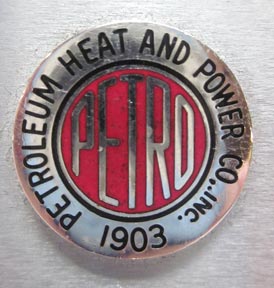 PETROLEUM HEAT AND POWER CO., INC.
PETRO
1903